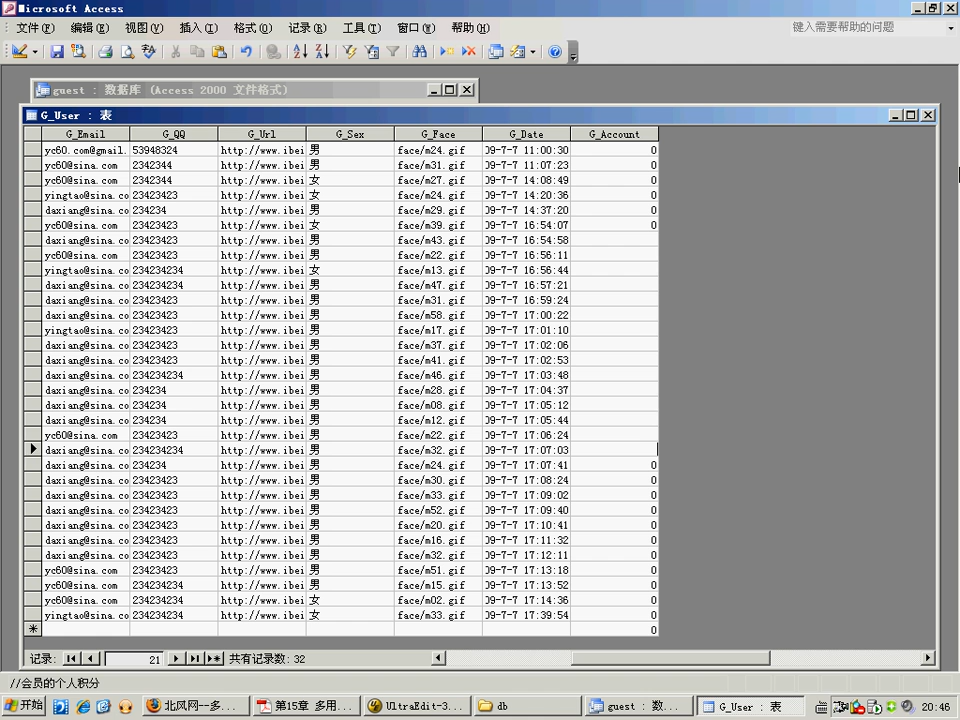 Microsoft Access
文件(F) 编辑(E) 视图(V) 插入(I) 格式(O) 记录(R) 工具(T) 窗口(W) 帮助(H) 键入需要帮助的问题
guest : 数据库 (Access 2000 文件格式)
G_User : 表
G_Email G_QQ G_Url G_Sex G_Face G_Date G_Account
yc60.com@gmail. 53948324 http://www.ibei 男 face/m24.gif 09-7-7 11:00:30 0
yc60@sina.com 2342344 http://www.ibei 男 face/m31.gif 09-7-7 11:07:23 0
yc60@sina.com 2342344 http://www.ibei 女 face/m27.gif 09-7-7 14:08:49 0
yingtao@sina.co 23423423 http://www.ibei 女 face/m24.gif 09-7-7 14:20:36 0
daxiang@sina.co 234234 http://www.ibei 男 face/m29.gif 09-7-7 14:37:20 0
yc60@sina.com 23423423 http://www.ibei 女 face/m39.gif 09-7-7 16:54:07 0
daxiang@sina.co 23423423 http://www.ibei 男 face/m43.gif 09-7-7 16:54:58
yc60@sina.com 23423423 http://www.ibei 男 face/m22.gif 09-7-7 16:56:11
yingtao@sina.co 234234234 http://www.ibei 女 face/m13.gif 09-7-7 16:56:44
daxiang@sina.co 234234234 http://www.ibei 男 face/m47.gif 09-7-7 16:57:21
daxiang@sina.co 23423423 http://www.ibei 男 face/m31.gif 09-7-7 16:59:24
daxiang@sina.co 23423423 http://www.ibei 男 face/m58.gif 09-7-7 17:00:22
yingtao@sina.co 23423423 http://www.ibei 男 face/m17.gif 09-7-7 17:01:10
daxiang@sina.co 23423423 http://www.ibei 男 face/m37.gif 09-7-7 17:02:06
daxiang@sina.co 23423423 http://www.ibei 男 face/m41.gif 09-7-7 17:02:53
daxiang@sina.co 234234234 http://www.ibei 男 face/m46.gif 09-7-7 17:03:48
daxiang@sina.co 234234 http://www.ibei 男 face/m28.gif 09-7-7 17:04:37
daxiang@sina.co 234234 http://www.ibei 男 face/m08.gif 09-7-7 17:05:12
daxiang@sina.co 234234 http://www.ibei 男 face/m12.gif 09-7-7 17:05:44
yc60@sina.com 23423423 http://www.ibei 男 face/m22.gif 09-7-7 17:06:24
daxiang@sina.co 234234234 http://www.ibei 男 face/m32.gif 09-7-7 17:07:03
daxiang@sina.co 234234 http://www.ibei 男 face/m24.gif 09-7-7 17:07:41 0
daxiang@sina.co 23423423 http://www.ibei 男 face/m30.gif 09-7-7 17:08:24 0
daxiang@sina.co 23423423 http://www.ibei 男 face/m33.gif 09-7-7 17:09:02 0
daxiang@sina.co 23423423 http://www.ibei 男 face/m52.gif 09-7-7 17:09:40 0
daxiang@sina.co 23423423 http://www.ibei 男 face/m20.gif 09-7-7 17:10:41 0
daxiang@sina.co 23423423 http://www.ibei 男 face/m16.gif 09-7-7 17:11:32 0
daxiang@sina.co 23423423 http://www.ibei 男 face/m32.gif 09-7-7 17:12:11 0
yc60@sina.com 23423423 http://www.ibei 男 face/m51.gif 09-7-7 17:13:18 0
yc60@sina.com 234234234 http://www.ibei 男 face/m15.gif 09-7-7 17:13:52 0
yc60@sina.com 234234234 http://www.ibei 女 face/m02.gif 09-7-7 17:14:36 0
yingtao@sina.co 234234234 http://www.ibei 女 face/m33.gif 09-7-7 17:39:54 0
0
记录: 21 共有记录数: 32
//会员的个人积分
开始 北风网--多... 第15章 多用... UltraEdit-3... db guest : 数... G_User : 表 20:46